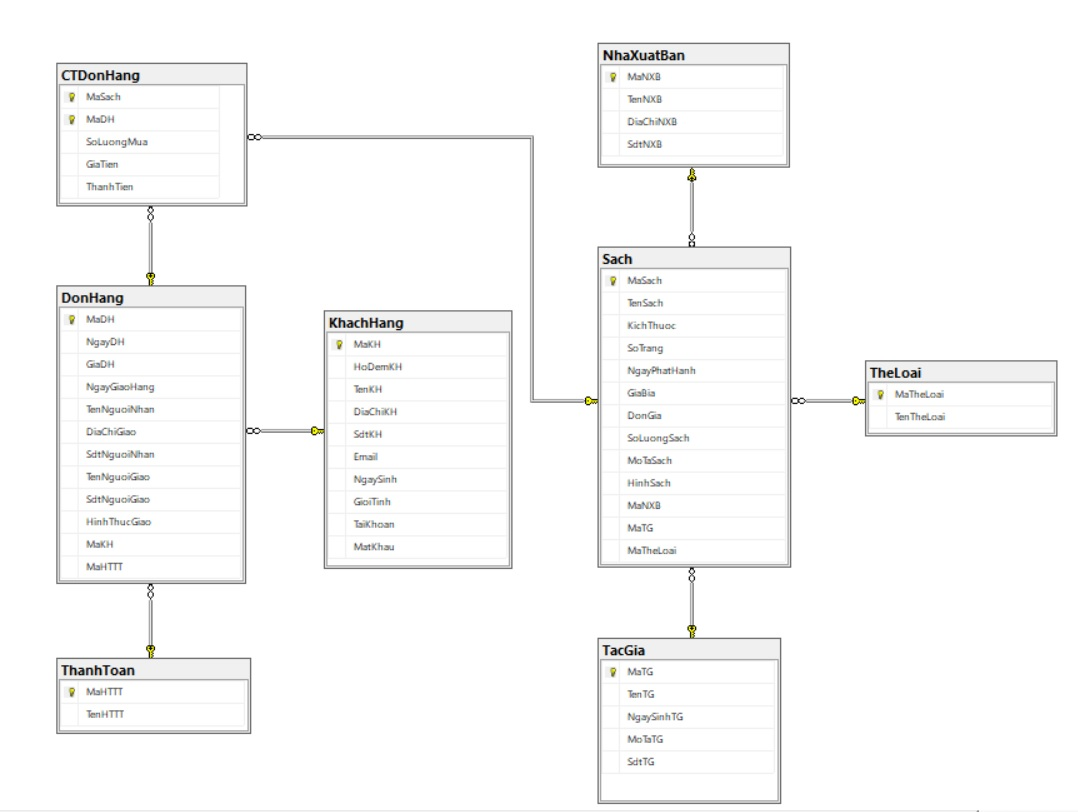 CTDonHang
MaSach
MaDH
SoLuongMua
GiaTien
ThanhTien
DonHang
MaDH
NgayDH
GiaDH
NgayGiaoHang
TenNguoiNhan
DiaChiGiao
SdtNguoiNhan
TenNguoiGiao
SdtNguoiGiao
HinhThucGiao
MaKH
MaHTTT
ThanhToan
MaHTTT
TenHTTT
KhachHang
MaKH
HoDemKH
TenKH
DiaChiKH
SdtKH
Email
NgaySinh
GioiTinh
TaiKhoan
MatKhau
NhaXuatBan
MaNXB
TenNXB
DiaChiNXB
SdtNXB
Sach
MaSach
TenSach
KichThuoc
SoTrang
NgayPhatHanh
GiaBia
DonGia
SoLuongSach
MoTaSach
HinhSach
MaNXB
MaTG
MaTheLoai
TacGia
MaTG
TenTG
NgaySinhTG
MoTaTG
SdtTG
TheLoai
MaTheLoai
TenTheLoai